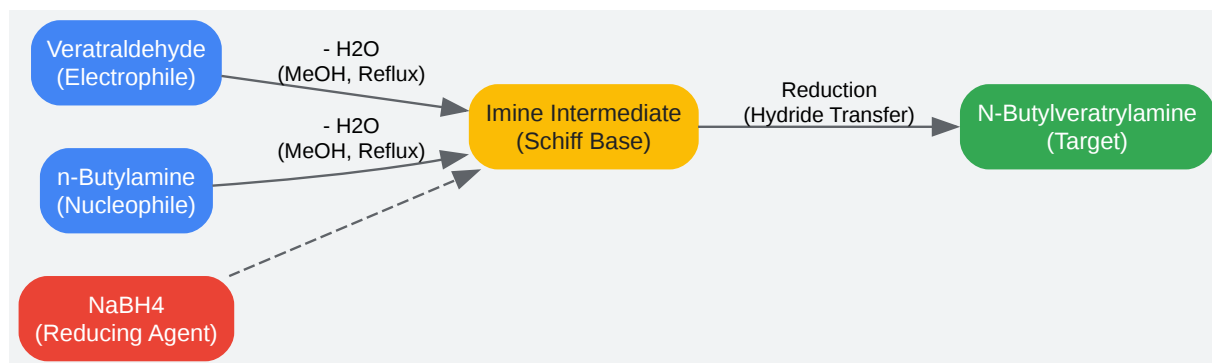 Veratraldehyde
(Electrophile)
- H2O
(MeOH, Reflux)
n-Butylamine
(Nucleophile)
- H2O
(MeOH, Reflux)
NaBH4
(Reducing Agent)
Imine Intermediate
(Schiff Base)
Reduction
(Hydride Transfer)
N-Butylveratrylamine
(Target)